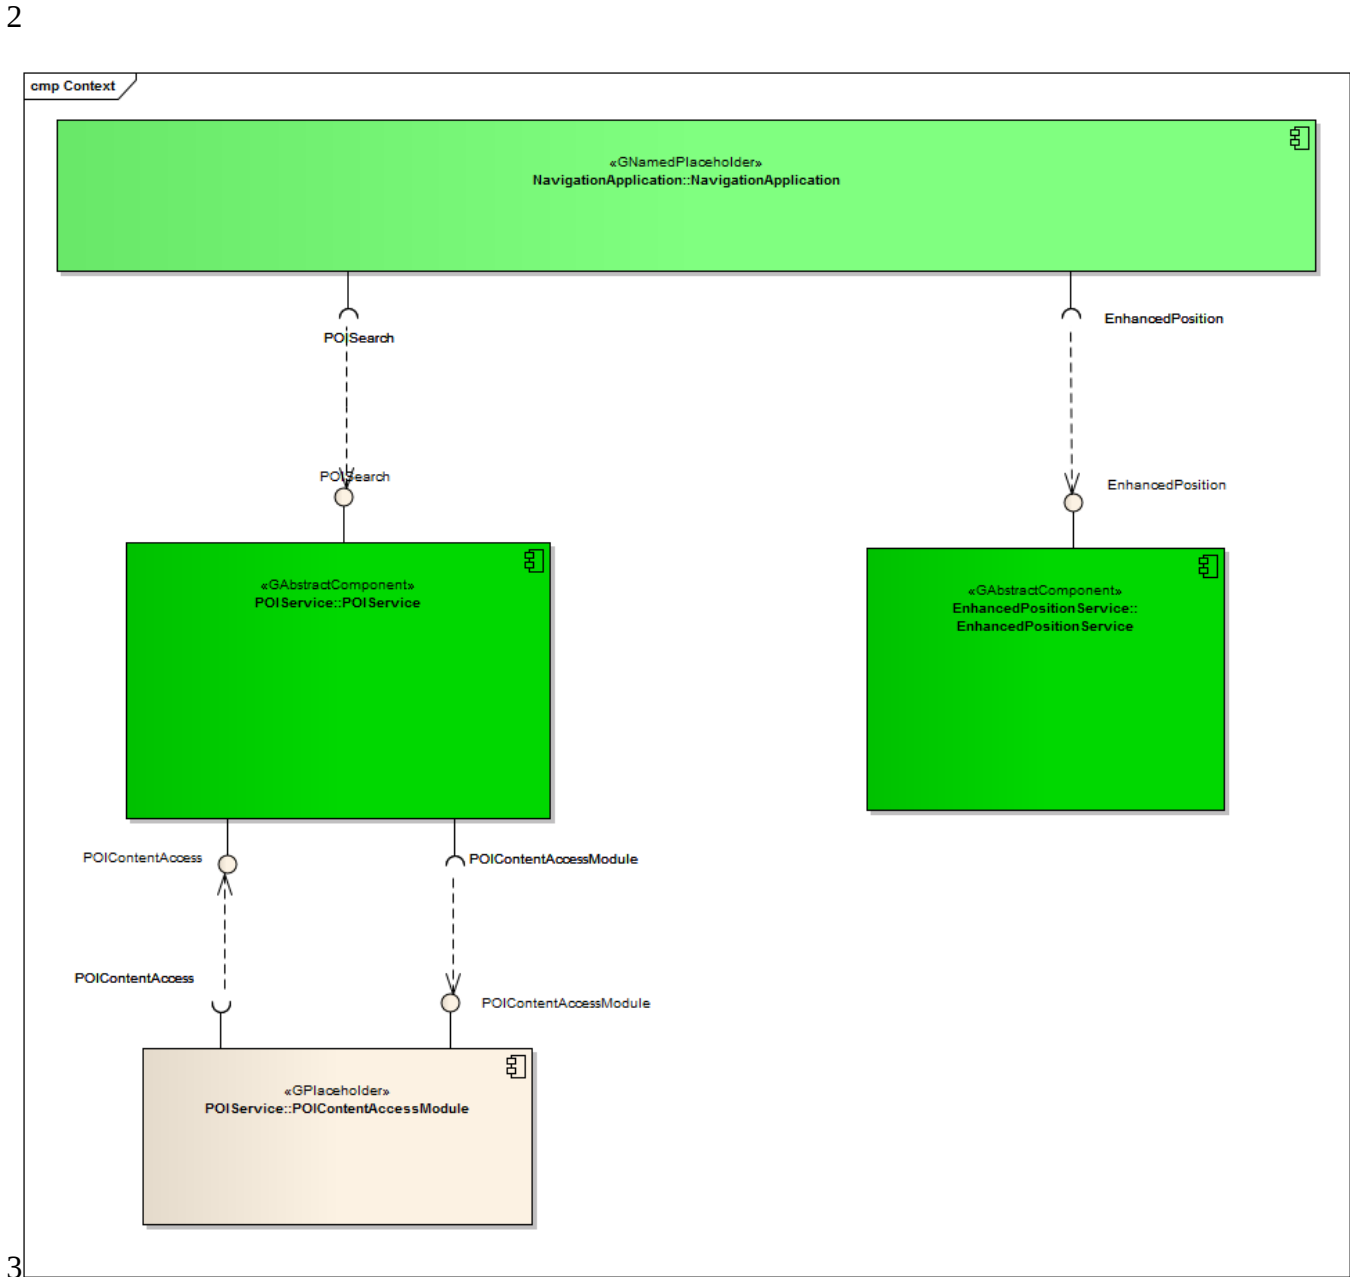 2
cmp Context
«GNamedPlaceholder»
NavigationApplication::NavigationApplication
POISearch
EnhancedPosition
POISearch
EnhancedPosition
«GAbstractComponent»
POIService::POIService
«GAbstractComponent»
EnhancedPositionService::
EnhancedPositionService
POIContentAccess
POIContentAccessModule
POIContentAccess
POIContentAccessModule
«GPlaceholder»
POIService::POIContentAccessModule
3